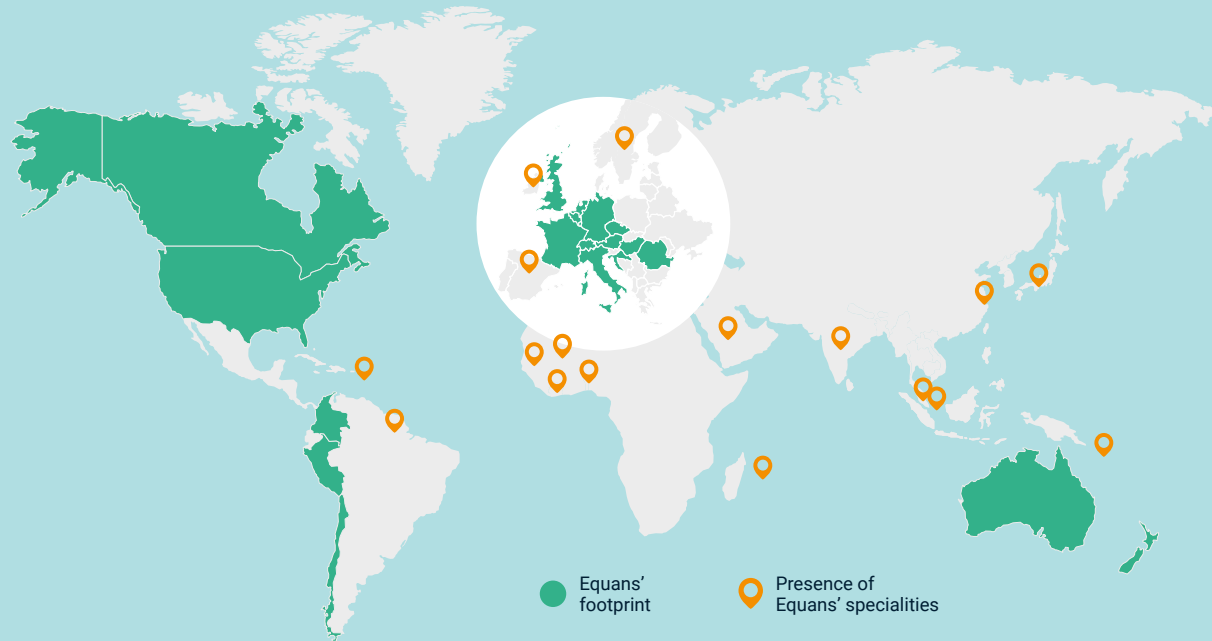 Equans’
footprint
Presence of
Equans’ specialities